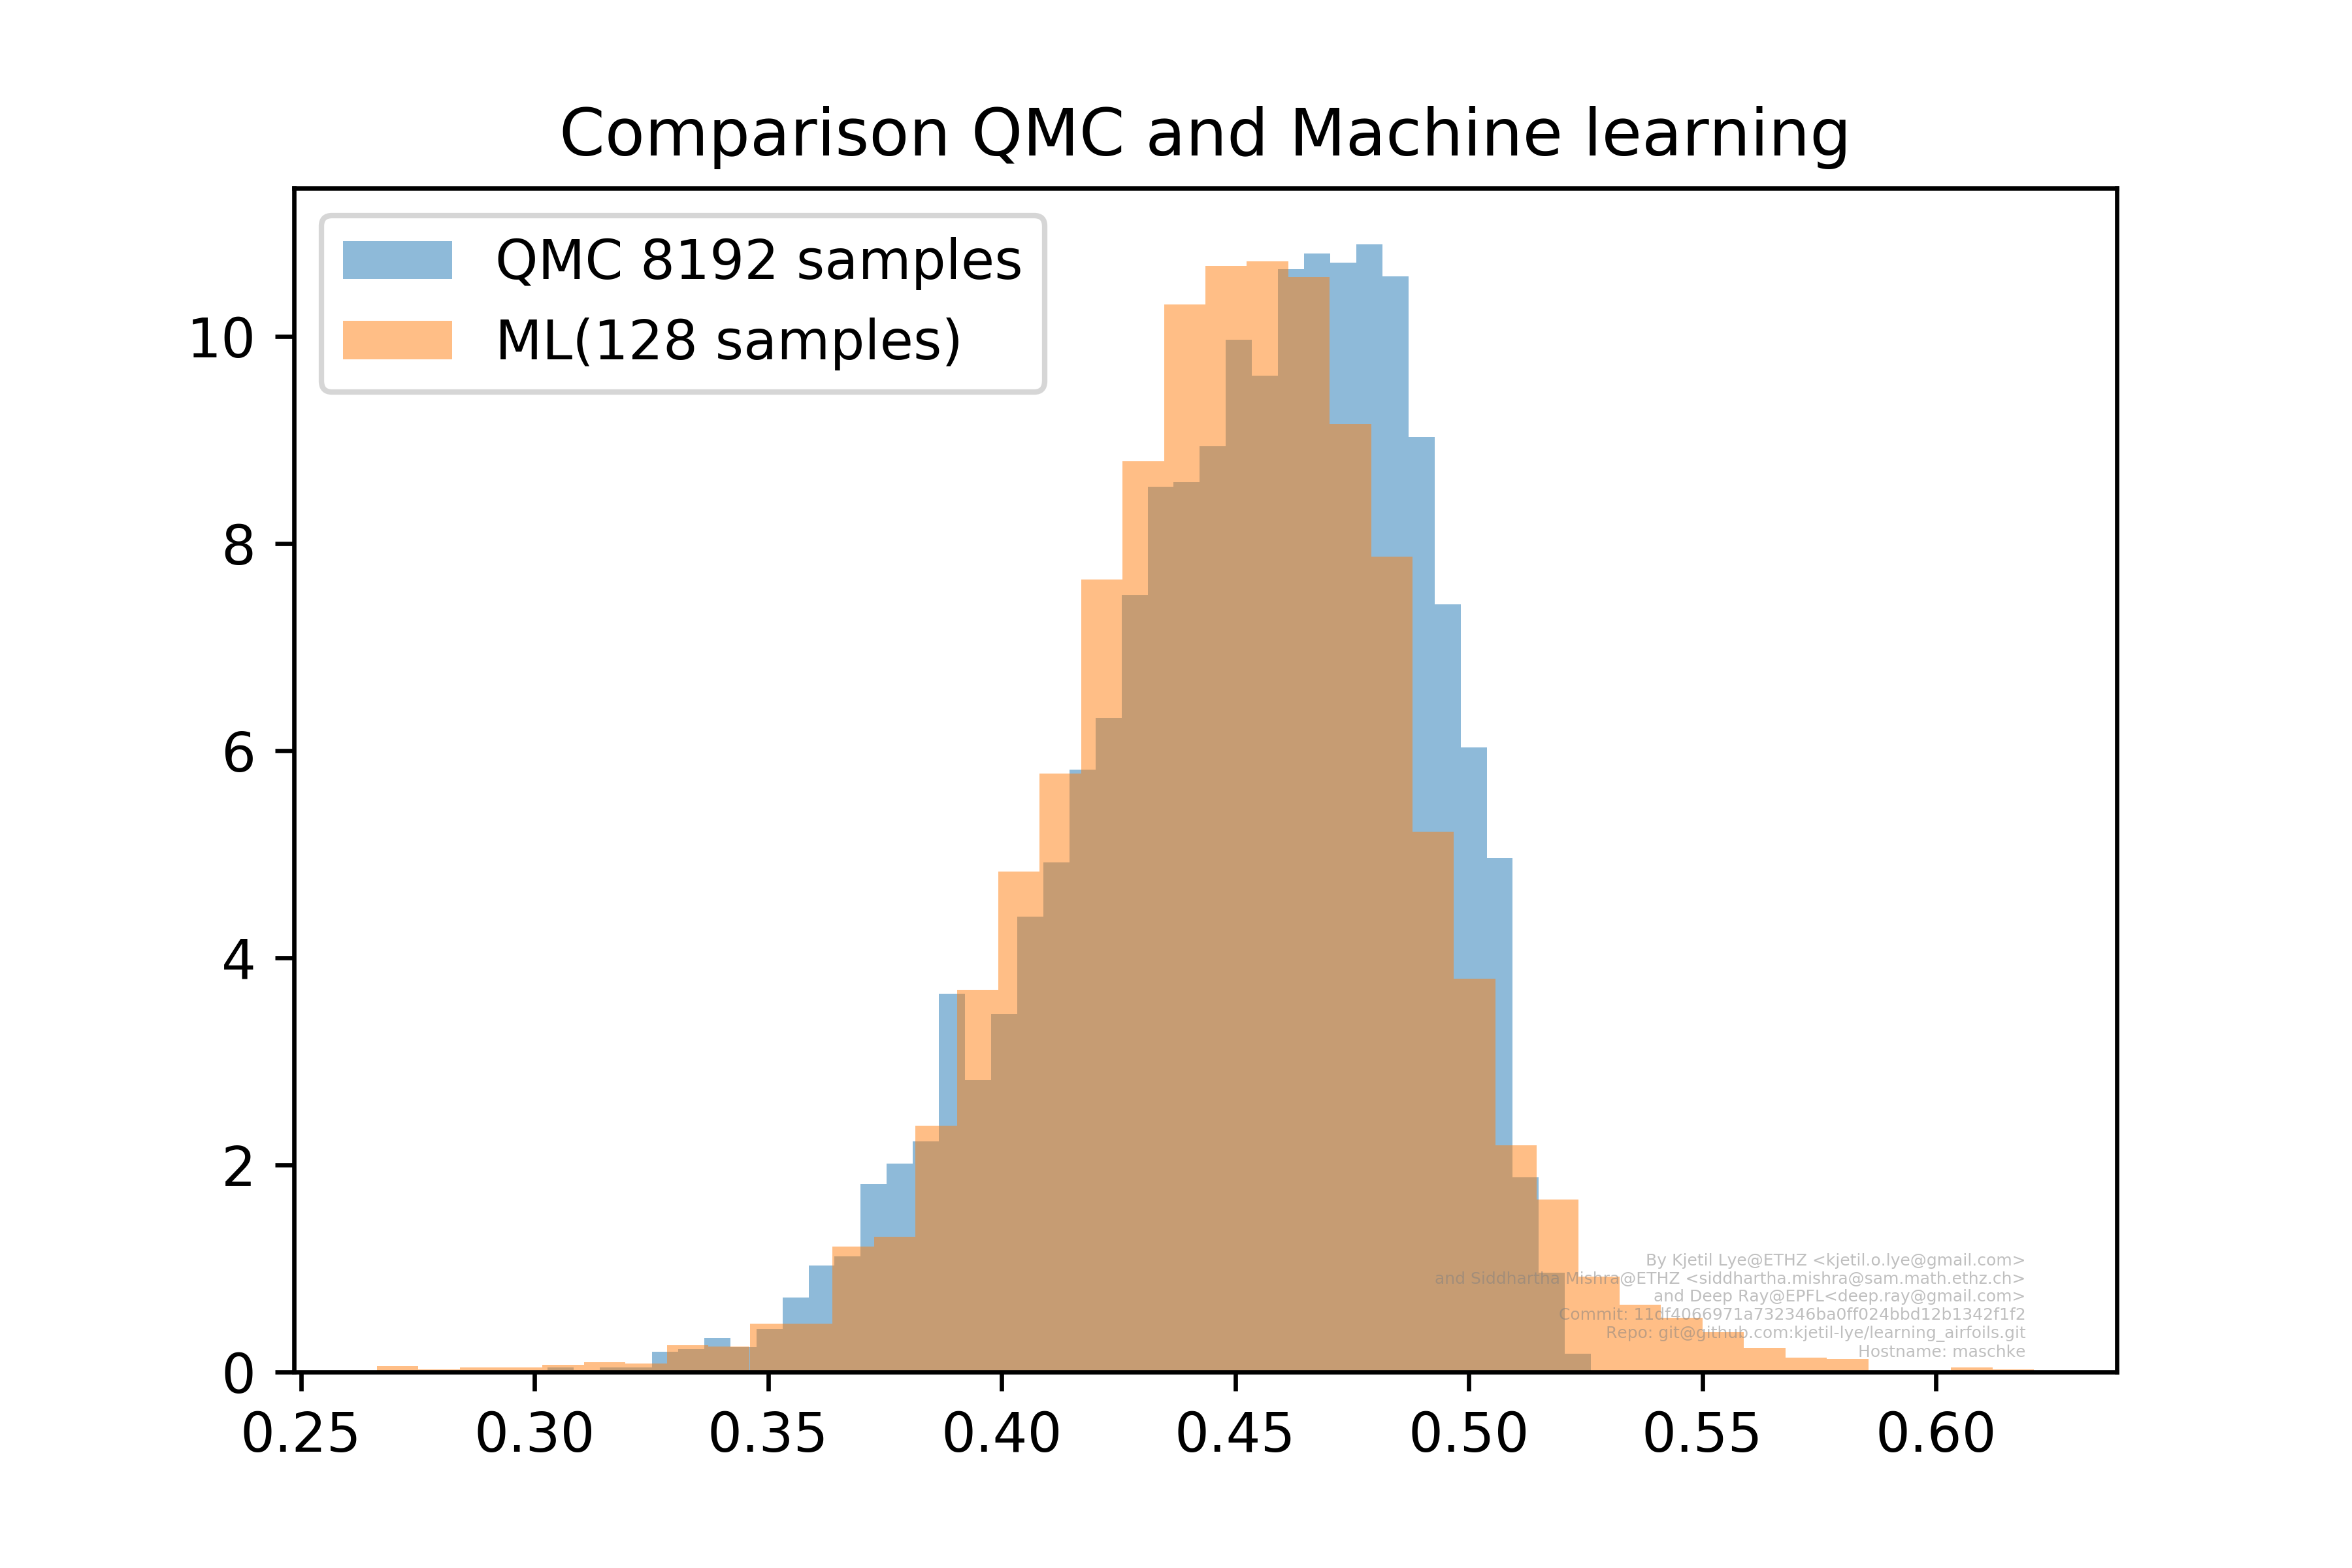 Comparison QMC and Machine learning
QMC 8192 samples
ML(128 samples)
10
8
6
4
2
0
0.25 0.30 0.35 0.40 0.45 0.50 0.55 0.60
By Kjetil Lye@ETHZ <kjetil.o.lye@gmail.com>
and Siddhartha Mishra@ETHZ <siddhartha.mishra@sam.math.ethz.ch>
and Deep Ray@EPFL<deep.ray@gmail.com>
Commit: 11df4066971a732346ba0ff024bbd12b1342f1f2
Repo: git@github.com:kjetil-lye/learning_airfoils.git
Hostname: maschke